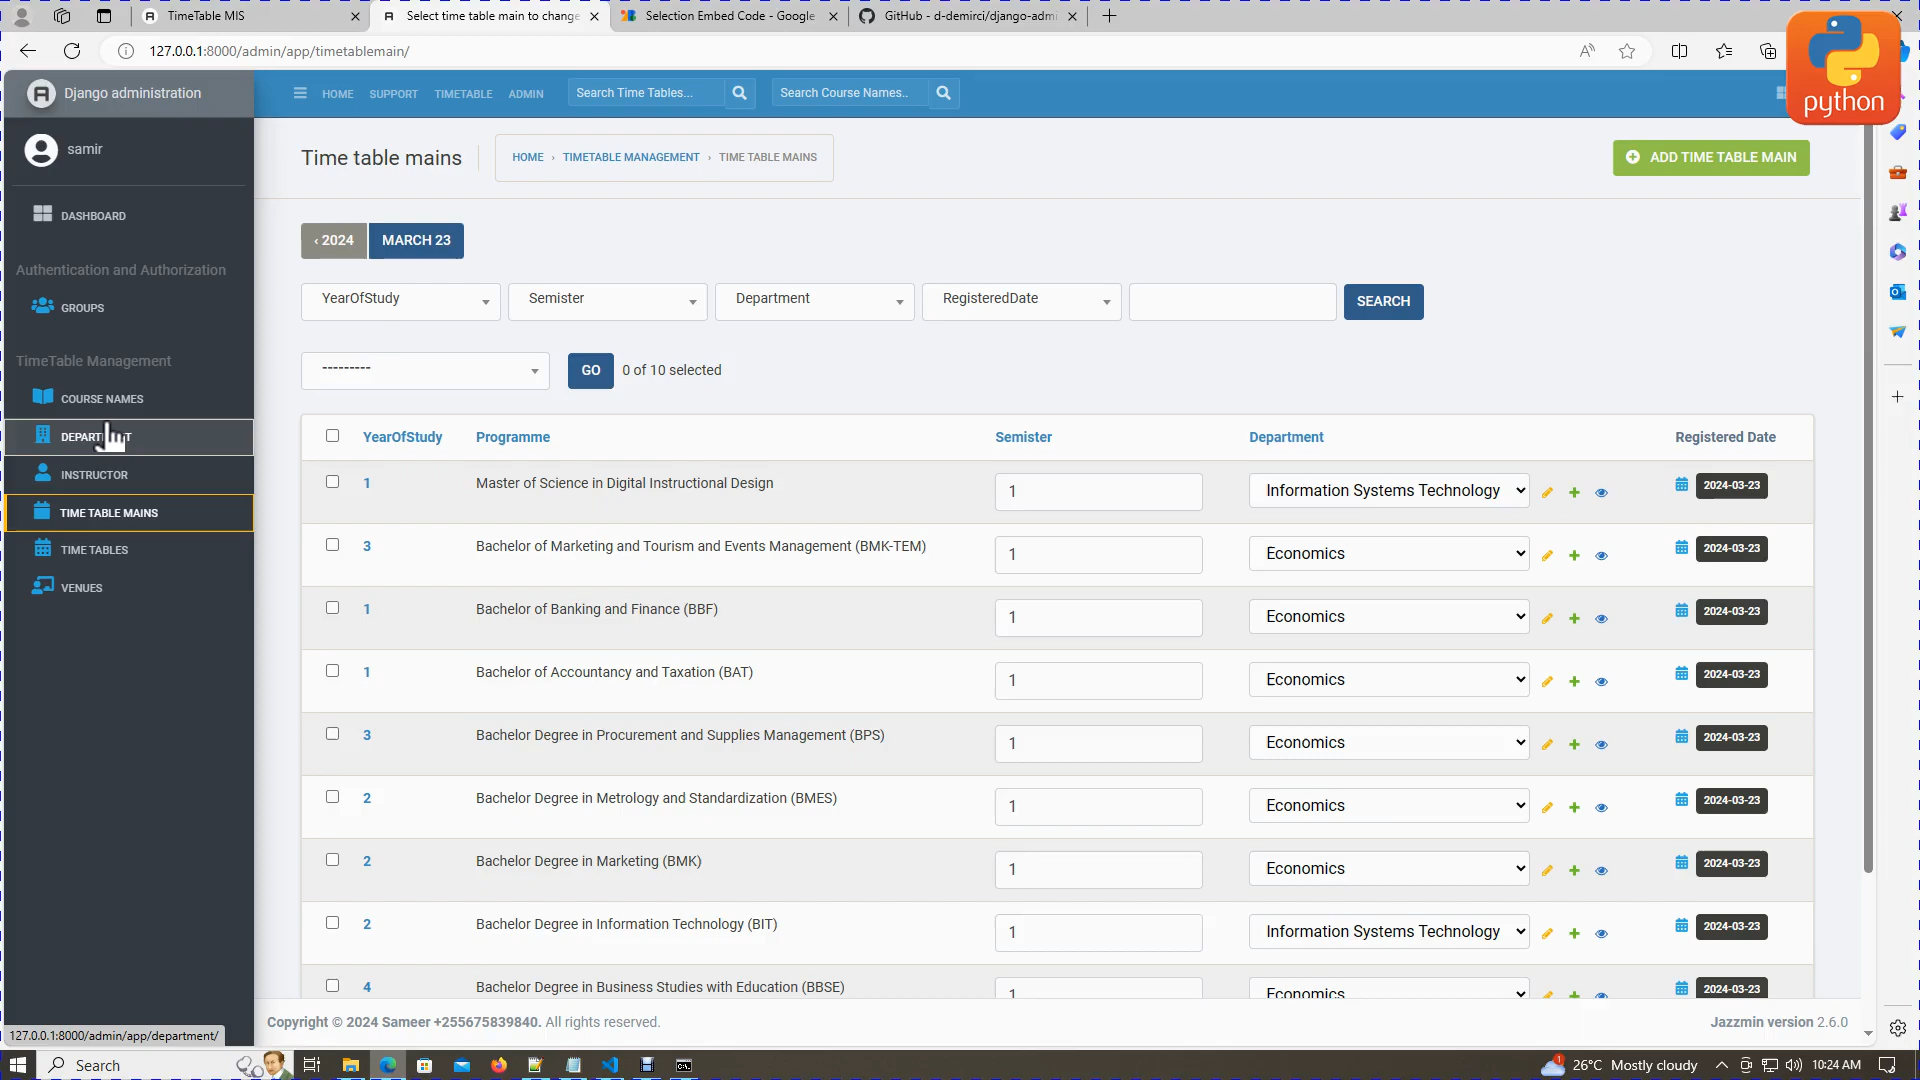 TimeTable MIS
Select time table main to change
Selection Embed Code - Google
GitHub - d-demirci/django-adm
127.0.0.1:8000/admin/app/timetablemain/
python
Django administration
HOME
SUPPORT
TIMETABLE
ADMIN
Search Time Tables...
Search Course Names..
samir
Time table mains
HOME › TIMETABLE MANAGEMENT › TIME TABLE MAINS
ADD TIME TABLE MAIN
DASHBOARD
Authentication and Authorization
GROUPS
TimeTable Management
COURSE NAMES
INSTRUCTOR
TIME TABLE MAINS
TIME TABLES
VENUES
‹ 2024
MARCH 23
YearOfStudy
Semister
Department
RegisteredDate
SEARCH
---------
GO
0 of 10 selected
YearOfStudy Programme Semister Department Registered Date
1 Master of Science in Digital Instructional Design 1 Information Systems Technology 2024-03-23
3 Bachelor of Marketing and Tourism and Events Management (BMK-TEM) 1 Economics 2024-03-23
1 Bachelor of Banking and Finance (BBF) 1 Economics 2024-03-23
1 Bachelor of Accountancy and Taxation (BAT) 1 Economics 2024-03-23
3 Bachelor Degree in Procurement and Supplies Management (BPS) 1 Economics 2024-03-23
2 Bachelor Degree in Metrology and Standardization (BMES) 1 Economics 2024-03-23
2 Bachelor Degree in Marketing (BMK) 1 Economics 2024-03-23
2 Bachelor Degree in Information Technology (BIT) 1 Information Systems Technology 2024-03-23
4 Bachelor Degree in Business Studies with Education (BBSE) 1 Economics 2024-03-23
Copyright © 2024 Sameer +255675839840. All rights reserved.
Jazzmin version 2.6.0
127.0.0.1:8000/admin/app/department/
Search
1
26°C Mostly cloudy
10:24 AM